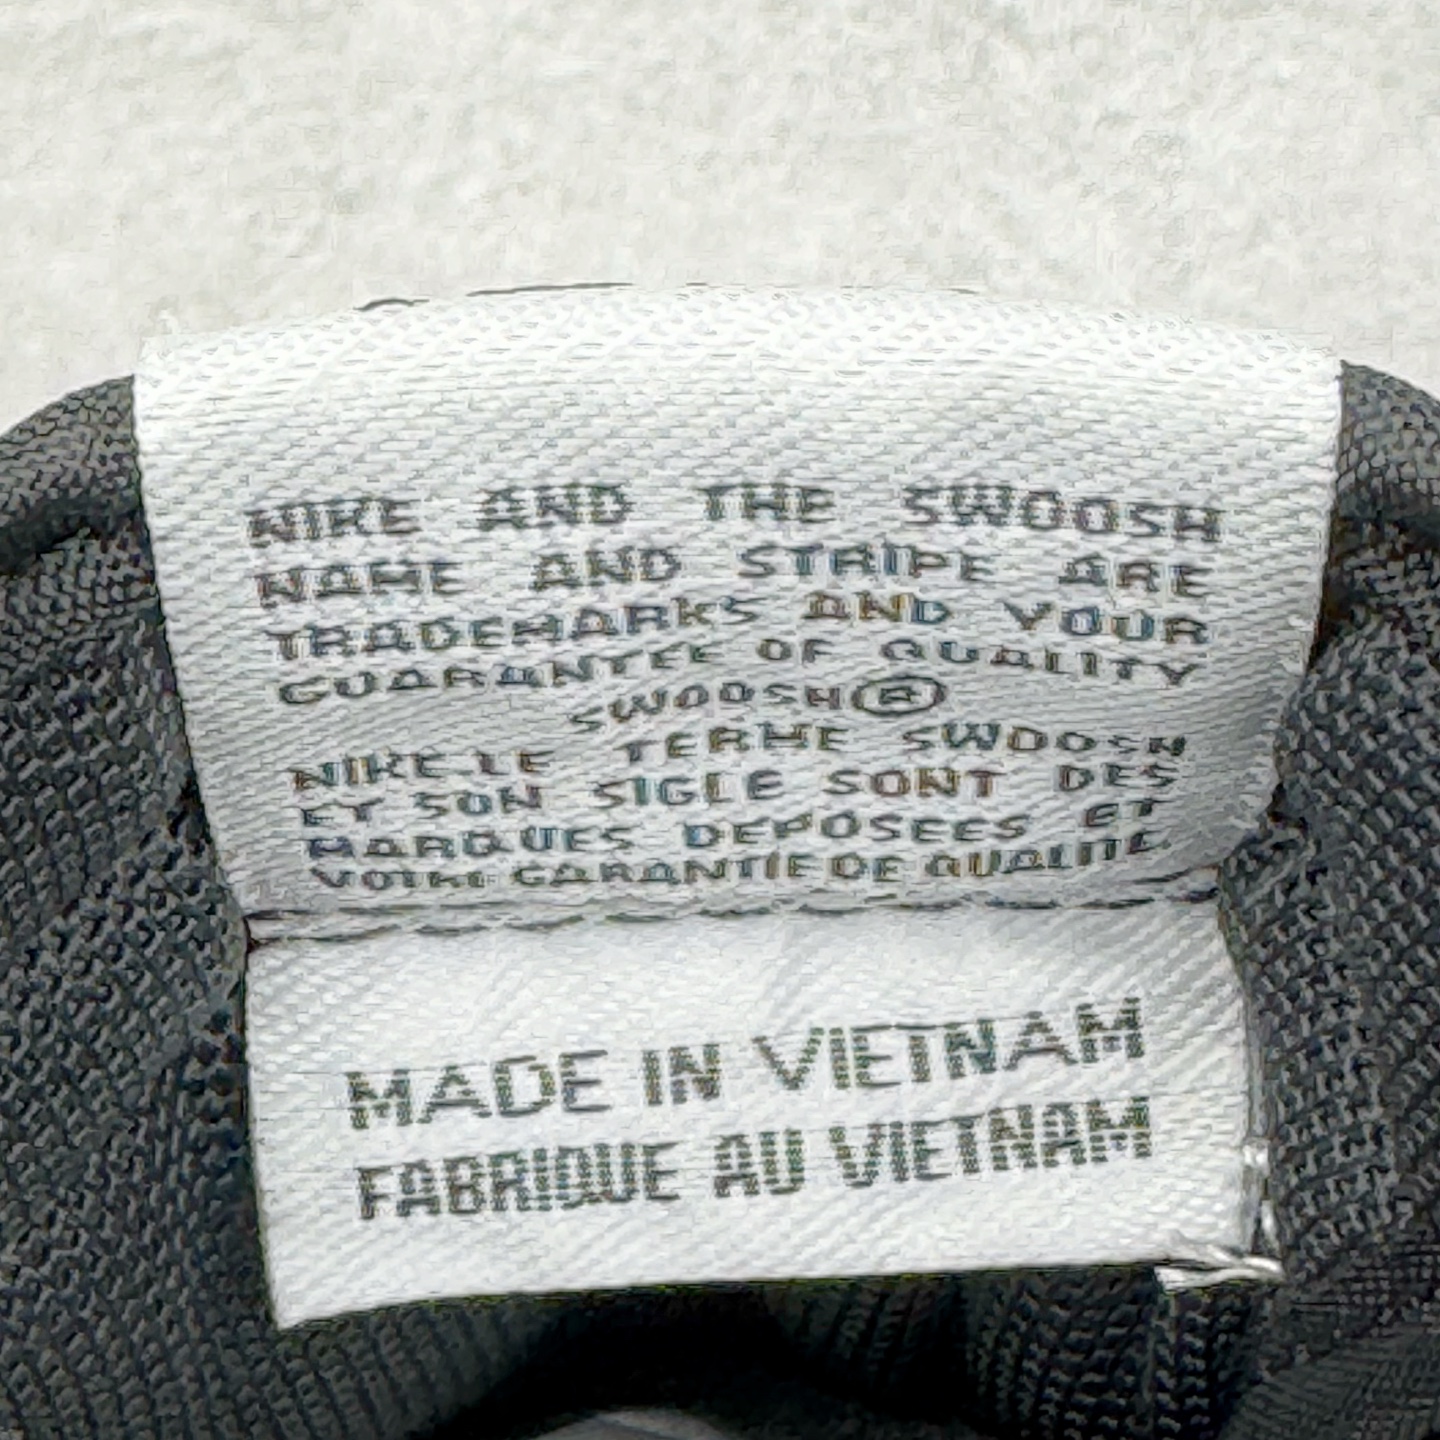 NIKE AND THE SWOOSH
NAME AND STRIPE ARE
TRADEMARKS AND YOUR
GUARANTEE OF QUALITY
SWOOSH®
NIKE.LE TERME SWOOSH
ET SON SIGLE SONT DES
MARQUES DEPOSEES ET
VOTRE GARANTIE DE QUALITE.
MADE IN VIETNAM
FABRIQUE AU VIETNAM